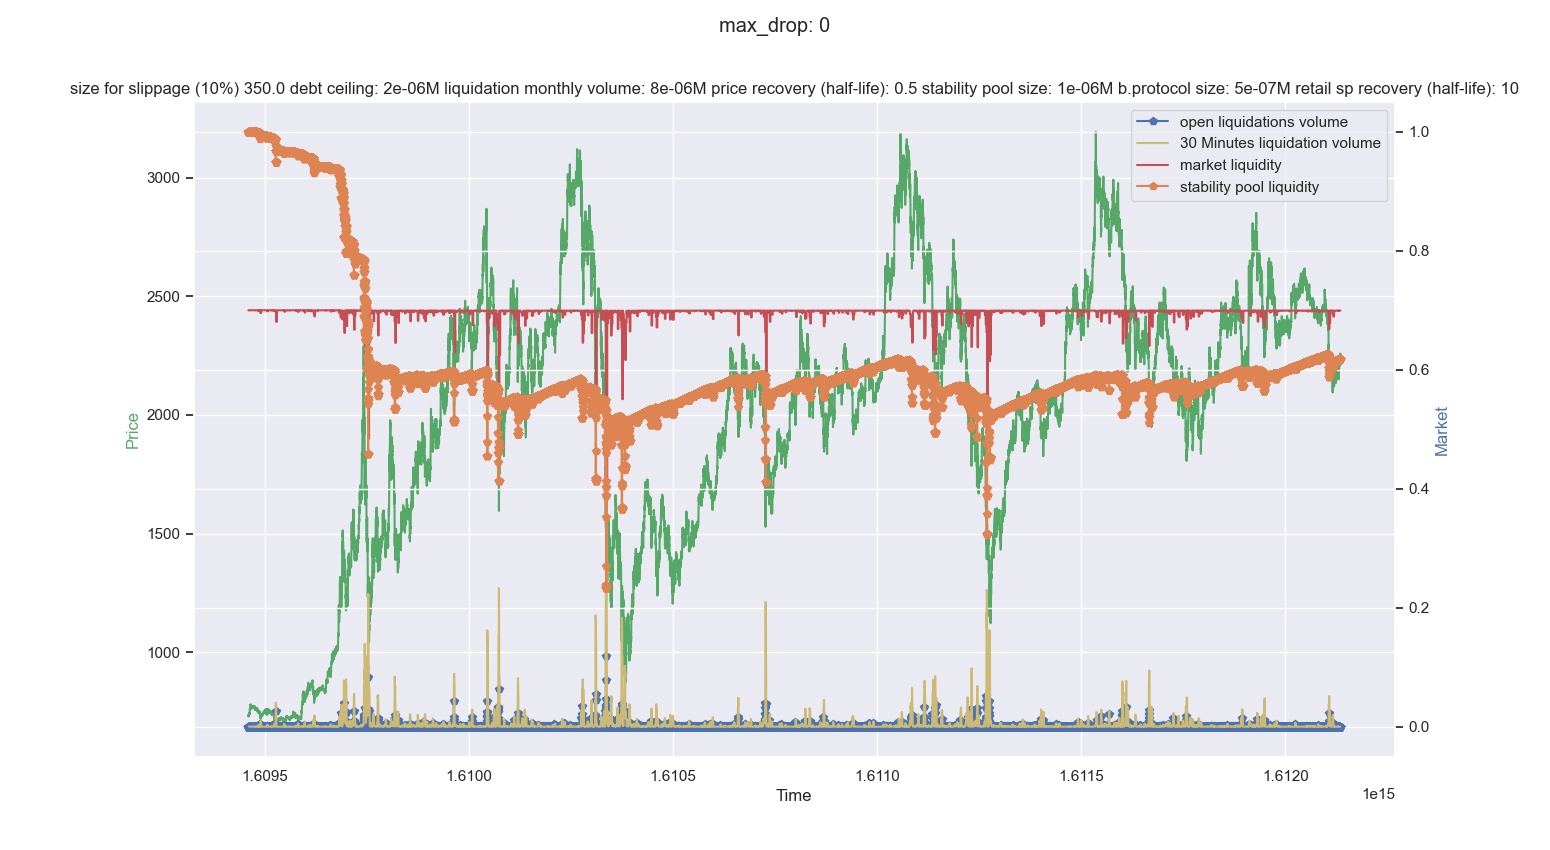 max_drop: 0
size for slippage (10%) 350.0 debt ceiling: 2e-06M liquidation monthly volume: 8e-06M price recovery (half-life): 0.5 stability pool size: 1e-06M b.protocol size: 5e-07M retail sp recovery (half-life): 10
open liquidations volume
30 Minutes liquidation volume
market liquidity
stability pool liquidity
3000
2500
2000
1500
1000
Price
1.0
0.8
0.6
0.4
0.2
0.0
Market
1.6095 1.6100 1.6105 1.6110 1.6115 1.6120
Time
1e15